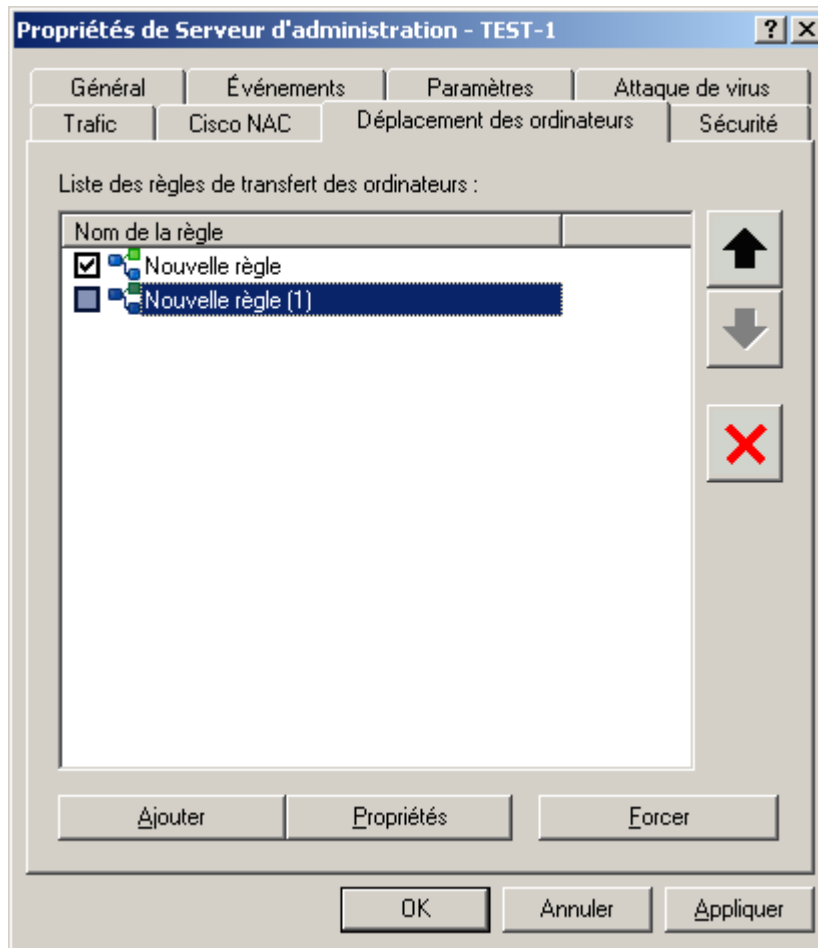 Propriétés de Serveur d'administration - TEST-1
Général Événements Paramètres Attaque de virus
Trafic Cisco NAC Déplacement des ordinateurs Sécurité
Liste des règles de transfert des ordinateurs :
Nom de la règle
Nouvelle règle
Nouvelle règle (1)
Ajouter Propriétés Forcer
OK Annuler Appliquer